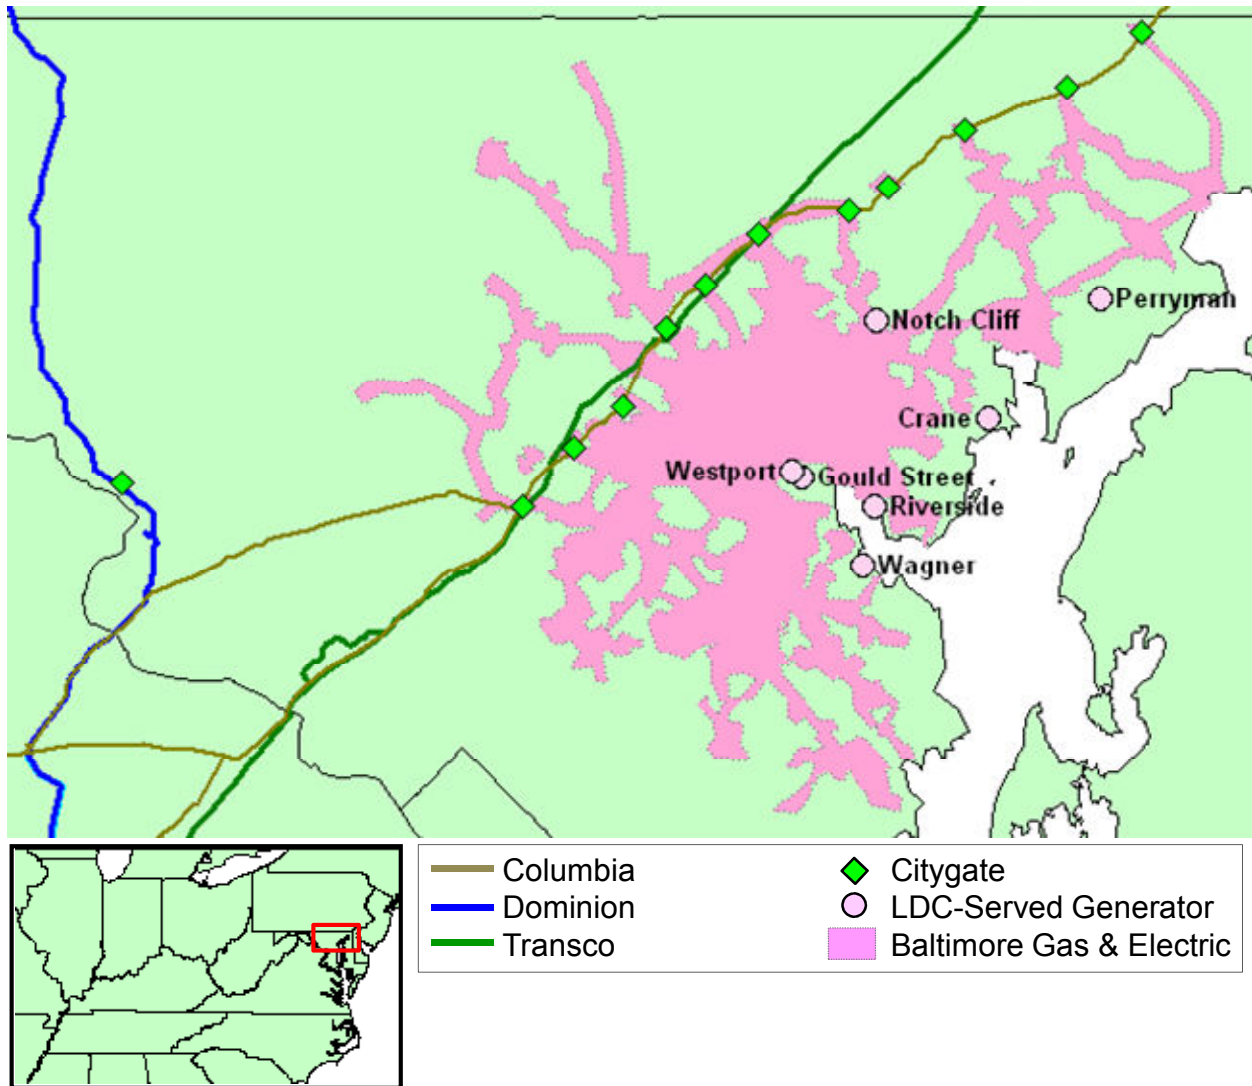 Perryman
Notch Cliff
Crane
Westport
Gould Street
Riverside
Wagner
Columbia
Dominion
Transco
Citygate
LDC-Served Generator
Baltimore Gas & Electric